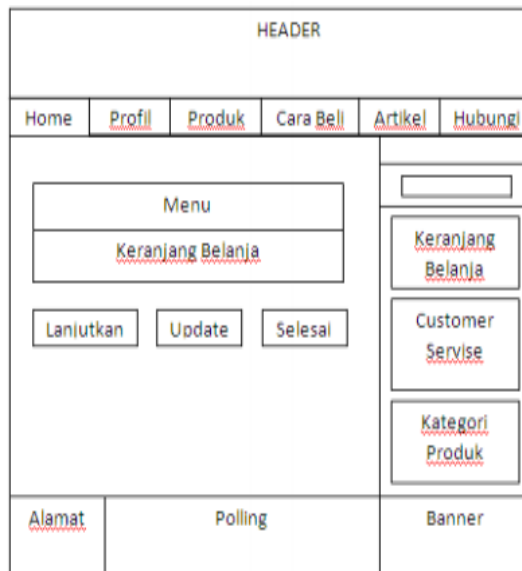 HEADER
Home Profil Produk Cara Beli Artikel Hubungi
Menu
Keranjang Belanja
Lanjutkan Update Selesai
Keranjang
Belanja
Customer
Servise
Kategori
Produk
Alamat Polling Banner